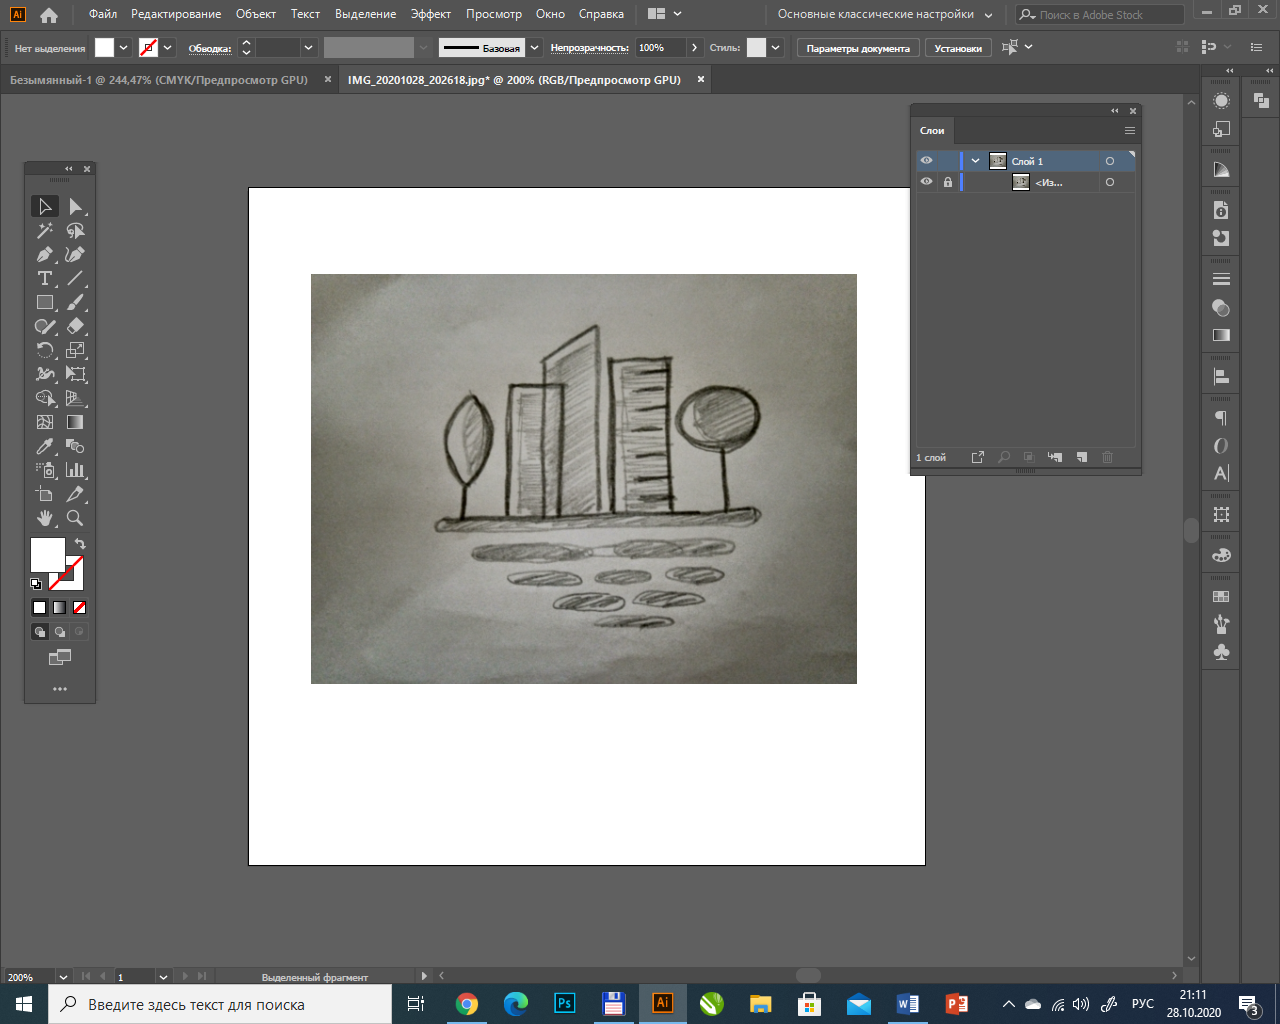 Ai Файл Редактирование Объект Текст Выделение Эффект Просмотр Окно Справка Основные классические настройки Поиск в Adobe Stock
Нет выделения Обводка: Базовая Непрозрачность: 100% Стиль: Параметры документа Установки
Безымянный-1 @ 244,47% (CMYK/Предпросмотр GPU) × IMG_20201028_202618.jpg* @ 200% (RGB/Предпросмотр GPU) ×
Слои
Слой 1
<Из...
1 слой
200% 1 Выделенный фрагмент
Введите здесь текст для поиска Ps Ai W P РУС 21:11
28.10.2020 3